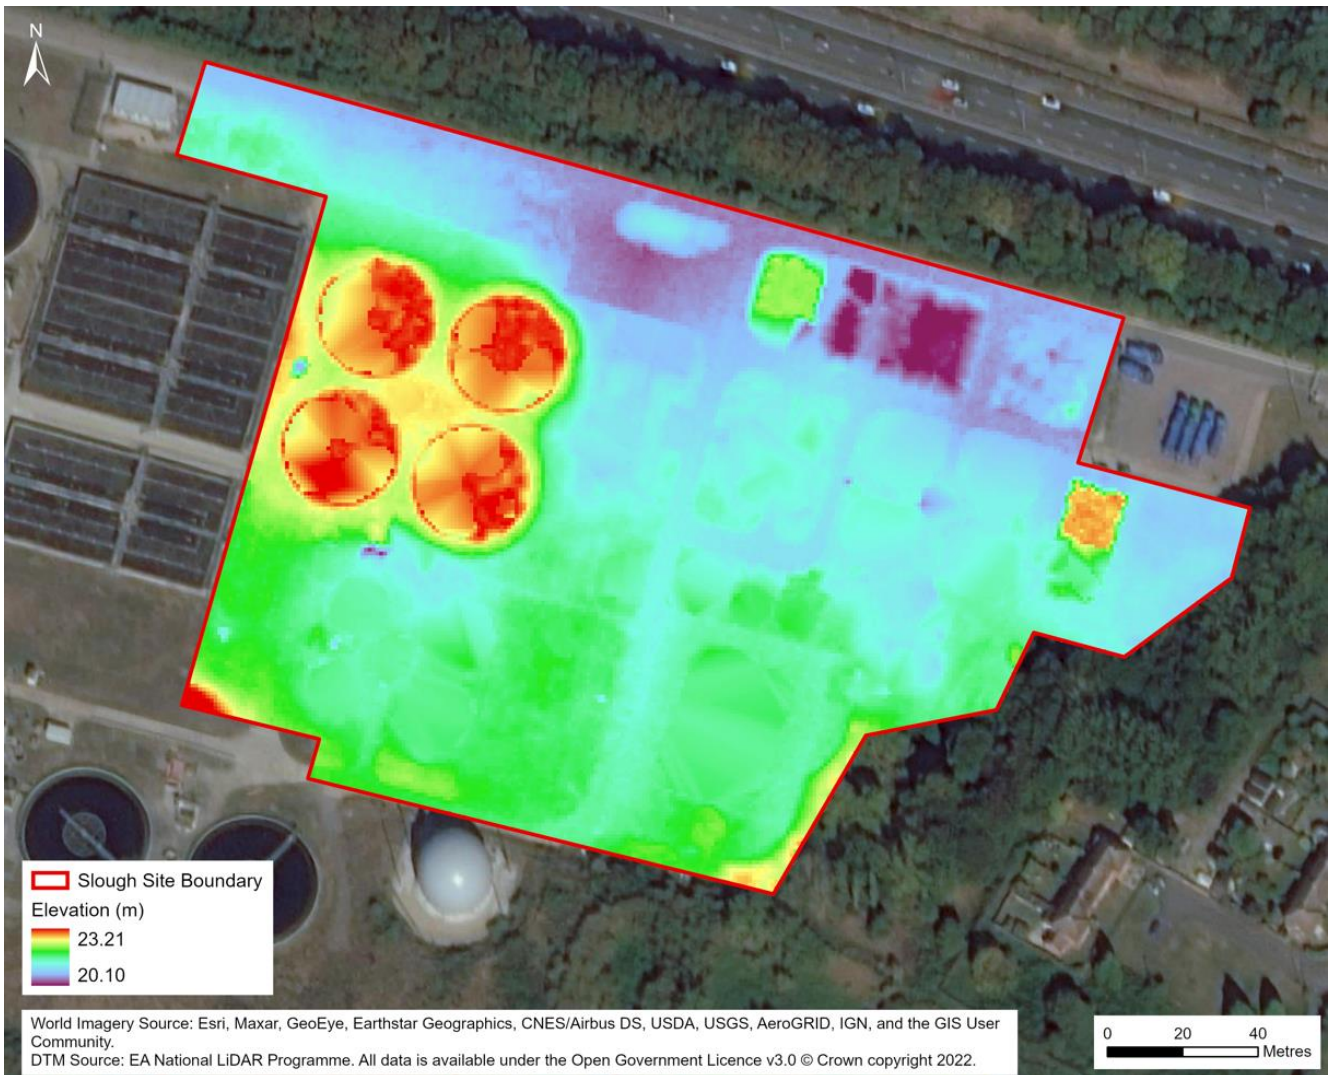 N
Slough Site Boundary
Elevation (m)
23.21
20.10
World Imagery Source: Esri, Maxar, GeoEye, Earthstar Geographics, CNES/Airbus DS, USDA, USGS, AeroGRID, IGN, and the GIS User
Community.
DTM Source: EA National LiDAR Programme. All data is available under the Open Government Licence v3.0 © Crown copyright 2022.
0 20 40
Metres